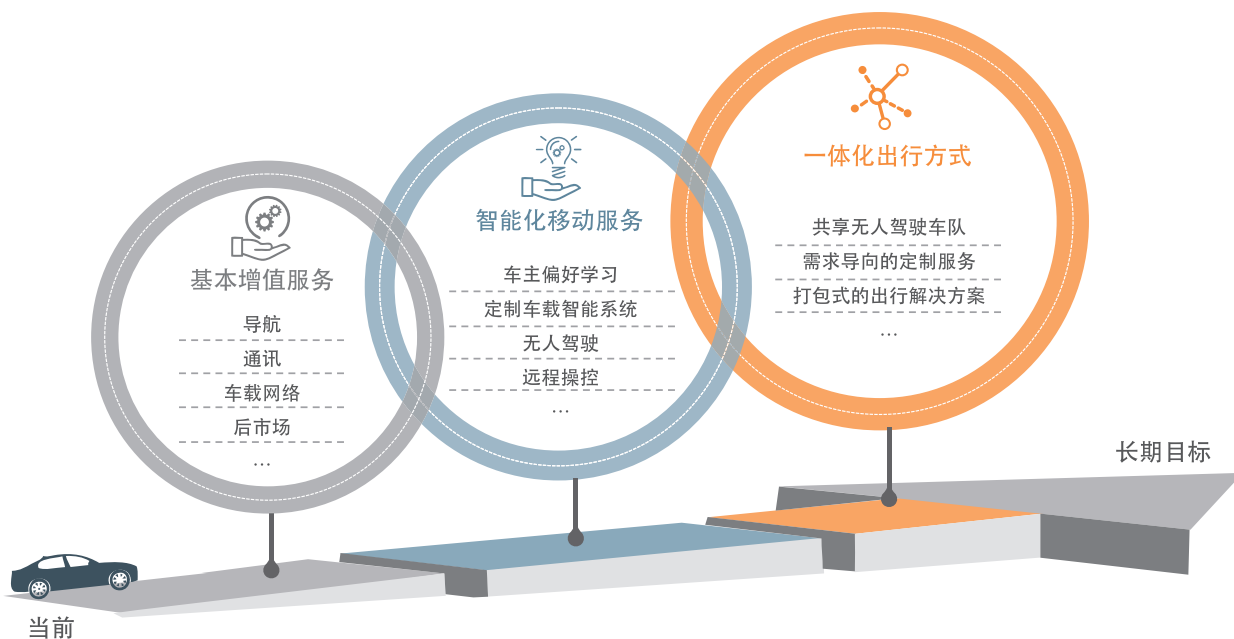 基本增值服务
导航
通讯
车载网络
后市场
...
智能化移动服务
车主偏好学习
定制车载智能系统
无人驾驶
远程操控
...
一体化出行方式
共享无人驾驶车队
需求导向的定制服务
打包式的出行解决方案
...
长期目标
当前